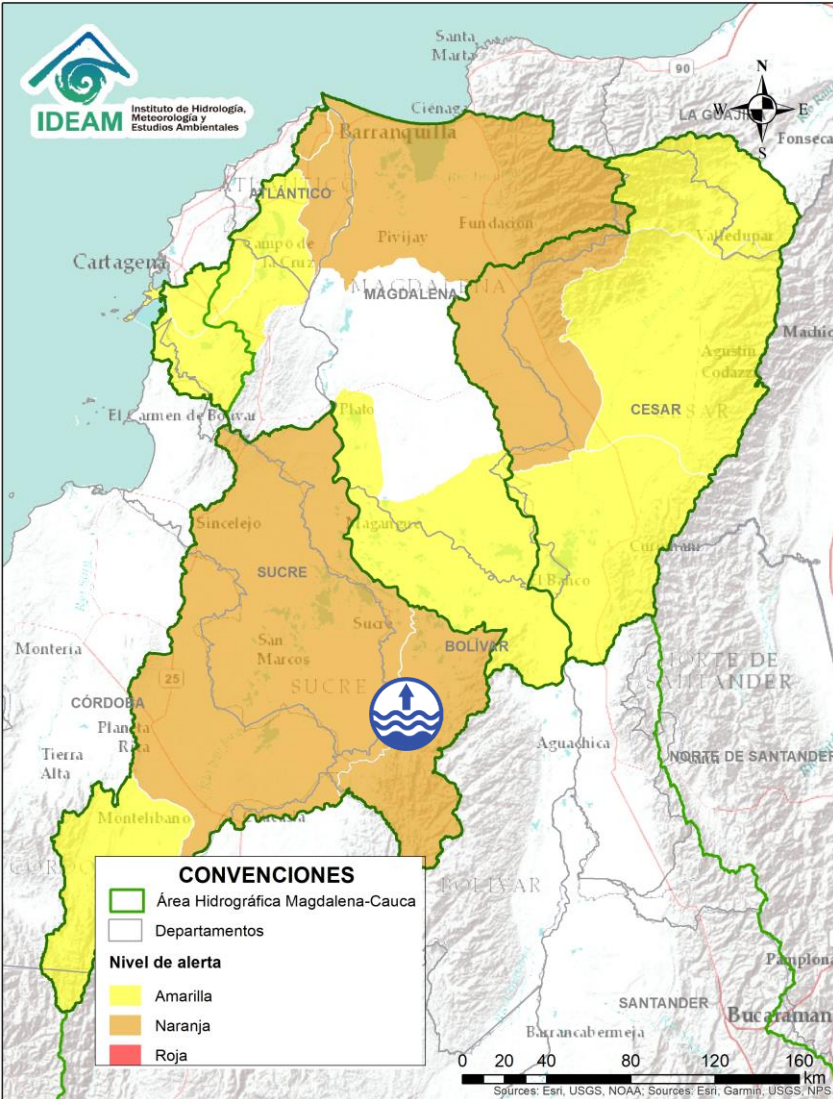 IDEAM
Instituto de Hidrología,
Meteorología y
Estudios Ambientales
Santa
Marta
90
N
W
E
S
Ciénaga
LA GUAJIR
Fonseca
Barranquilla
ATLÁNTICO
Campo de
la Cruz
Pivijay
Fundación
Valledupar
Cartagena
MAGDALENA
MAGDALENA
Agustín
Codazzi
CESAR
El Carmen de Bolívar
Plato
Sincelejo
Magangué
Curumaní
SUCRE
El Banco
Sucre
BOLÍVAR
Montería
San
Marcos
SUCRE
25
CÓRDOBA
Planeta
Rica
Tierra
Alta
NORTE DE
SANTANDER
Aguachica
NORTE DE SANTANDER
Montelíbano
BOLÍVAR
CONVENCIONES
Área Hidrográfica Magdalena-Cauca
Departamentos
Nivel de alerta
Amarilla
Naranja
Roja
Pamplona
SANTANDER
Bucaraman
Barrancabermeja
0 20 40 80 120 160
km
Sources: Esri, USGS, NOAA; Sources: Esri, Garmin, USGS, NPS